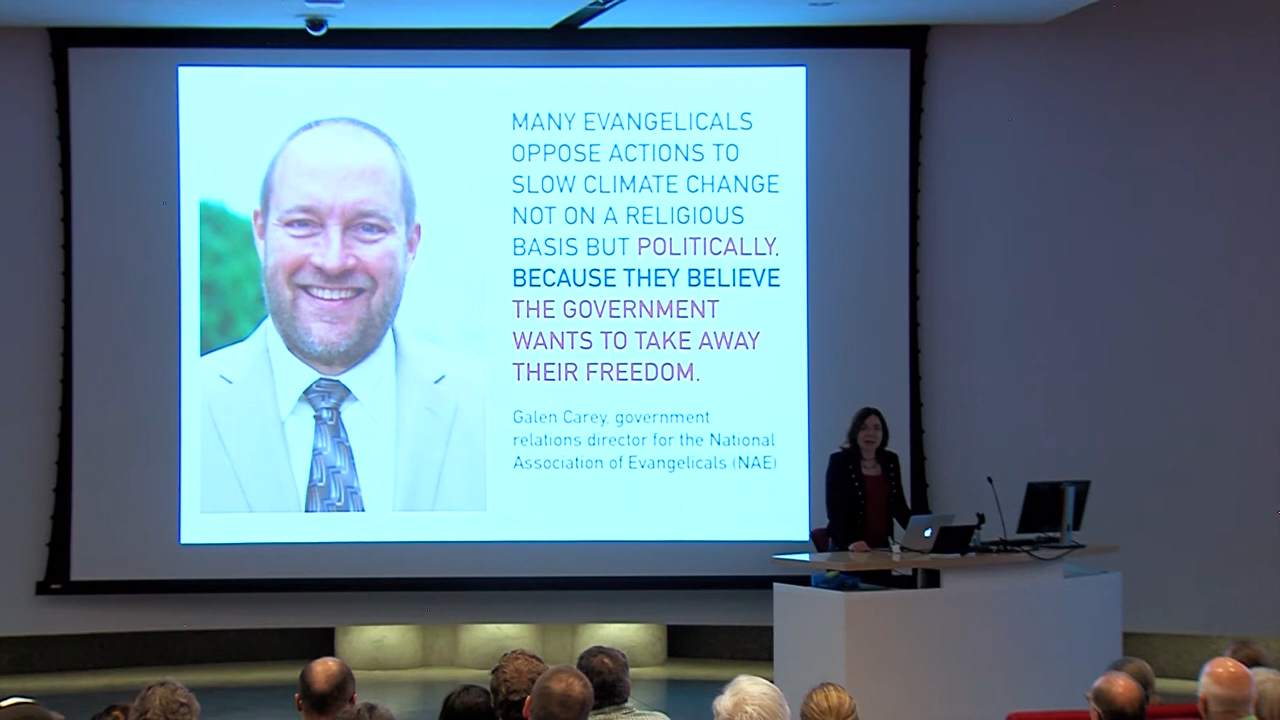 MANY EVANGELICALS
OPPOSE ACTIONS TO
SLOW CLIMATE CHANGE
NOT ON A RELIGIOUS
BASIS BUT POLITICALLY,
BECAUSE THEY BELIEVE
THE GOVERNMENT
WANTS TO TAKE AWAY
THEIR FREEDOM.
Galen Carey, government
relations director for the National
Association of Evangelicals (NAE)